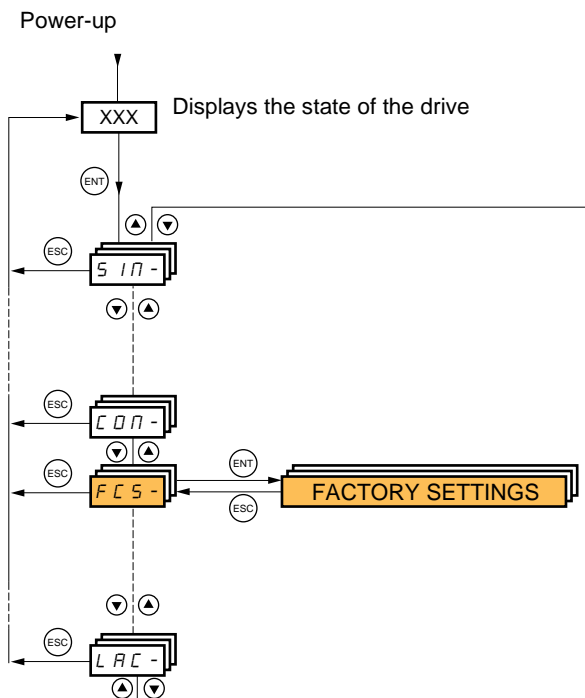 Power-up
XXX
Displays the state of the drive
ENT
ESC
SIM-
ESC
COM-
ESC
FCS-
ENT
FACTORY SETTINGS
ESC
ESC
LAC-